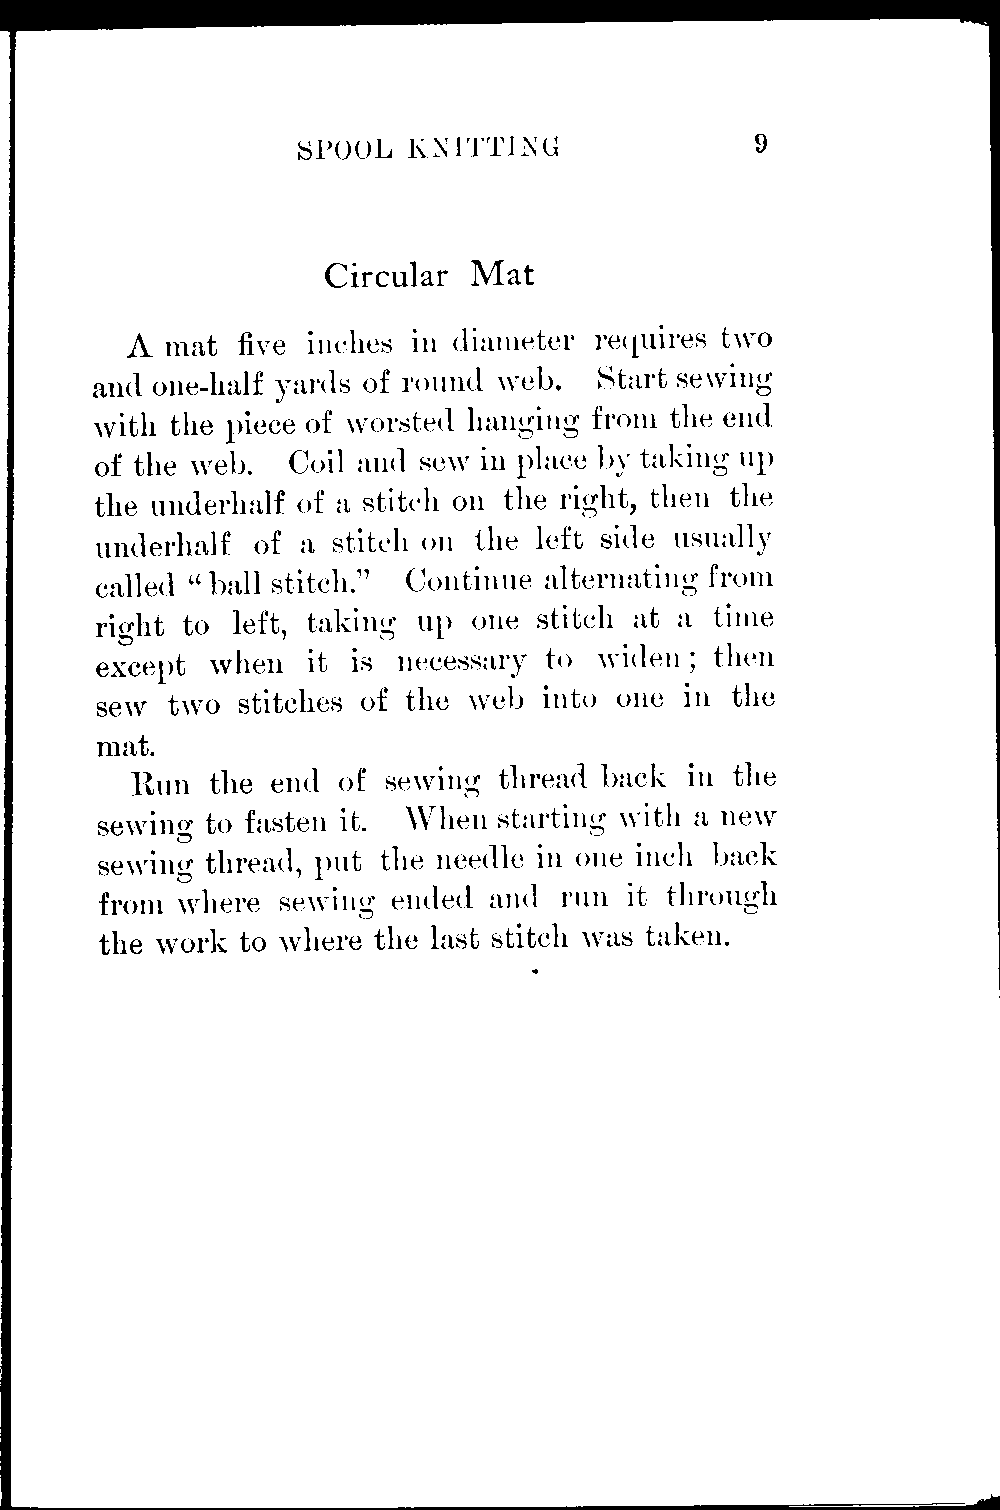 SPOOL KNITTING 9
Circular Mat
A mat five inches in diameter requires two
and one-half yards of round web. Start sewing
with the piece of worsted hanging from the end
of the web. Coil and sew in place by taking up
the underhalf of a stitch on the right, then the
underhalf of a stitch on the left side usually
called “ball stitch.” Continue alternating from
right to left, taking up one stitch at a time
except when it is necessary to widen; then
sew two stitches of the web into one in the
mat.
Run the end of sewing thread back in the
sewing to fasten it. When starting with a new
sewing thread, put the needle in one inch back
from where sewing ended and run it through
the work to where the last stitch was taken.